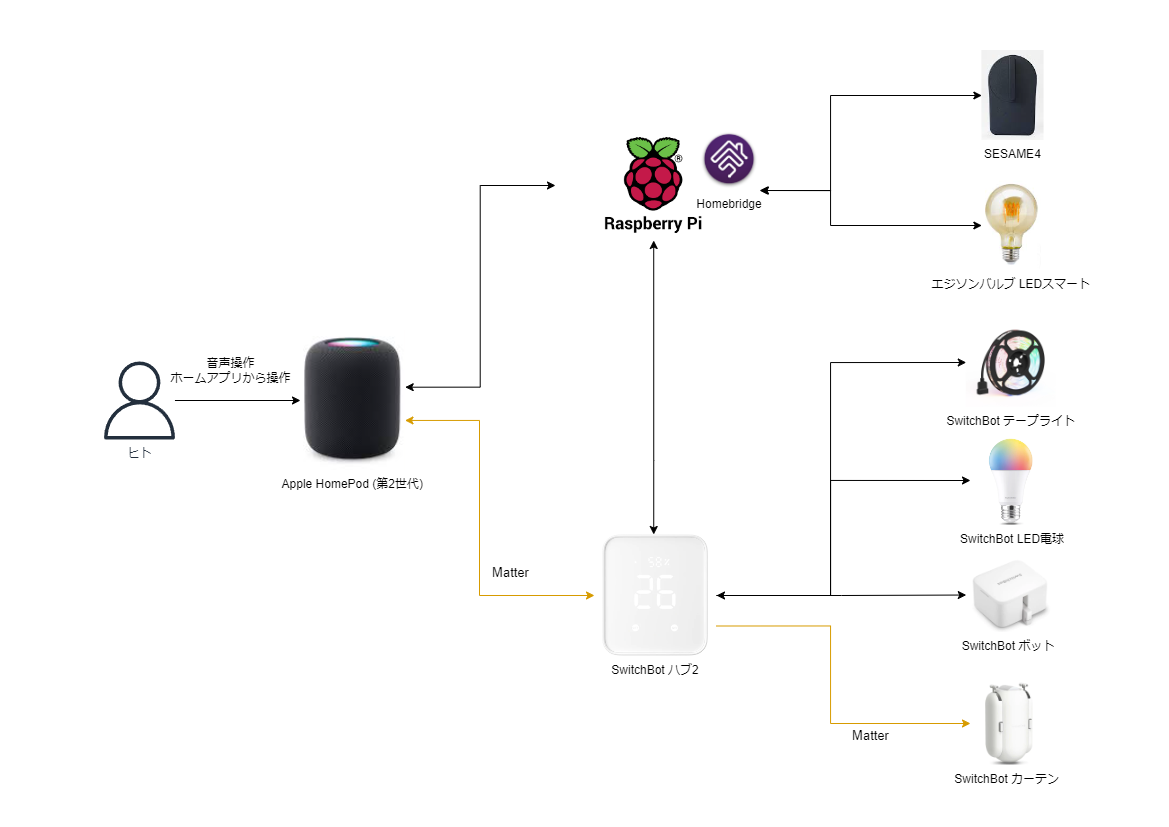 SESAME4
®
Raspberry Pi
Homebridge
エジソンバルブ LEDスマート
音声操作
ホームアプリから操作
ヒト
Apple HomePod (第2世代)
SwitchBot テープライト
SwitchBot LED電球
Matter
58%
26
SwitchBot ハブ2
SwitchBot ボット
Matter
SwitchBot カーテン